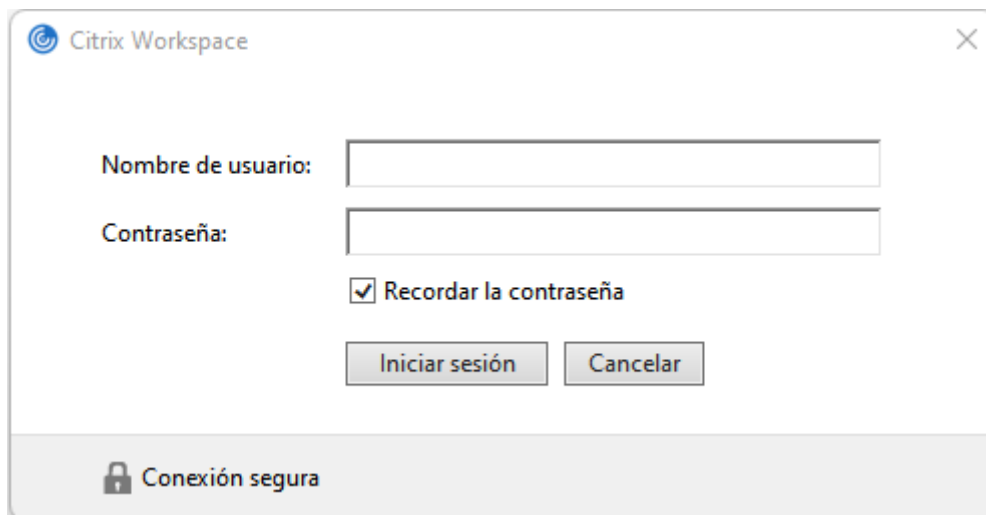 Citrix Workspace
Nombre de usuario:
Contraseña:
Recordar la contraseña
Iniciar sesión Cancelar
Conexión segura